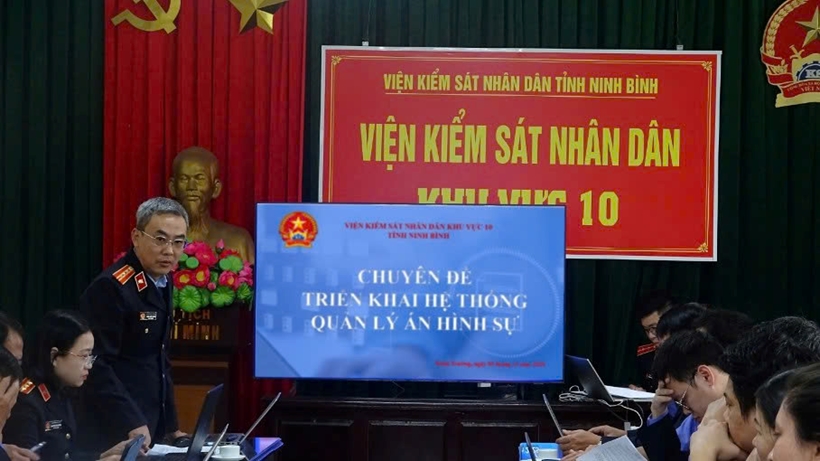 VIỆN KIỂM SÁT NHÂN DÂN TỈNH NINH BÌNH
VIỆN KIỂM SÁT NHÂN DÂN
KHU VỰC 10
VIỆN KIỂM SÁT NHÂN DÂN KHU VỰC 10
TỈNH NINH BÌNH
CHUYÊN ĐỀ
TRIỂN KHAI HỆ THỐNG
QUẢN LÝ ÁN HÌNH SỰ